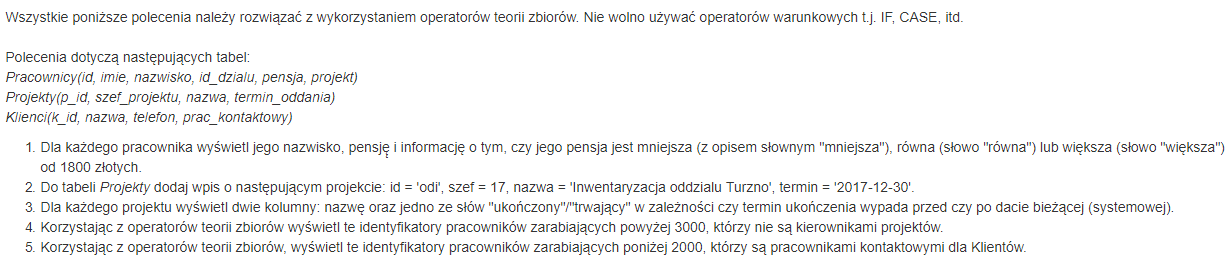 Wszystkie poniższe polecenia należy rozwiązać z wykorzystaniem operatorów teorii zbiorów. Nie wolno używać operatorów warunkowych t.j. IF, CASE, itd.
Polecenia dotyczą następujących tabel:
Pracownicy(id, imie, nazwisko, id_dzialu, pensja, projekt)
Projekty(p_id, szef_projektu, nazwa, termin_oddania)
Klienci(k_id, nazwa, telefon, prac_kontaktowy)
1. Dla każdego pracownika wyświetl jego nazwisko, pensję i informację o tym, czy jego pensja jest mniejsza (z opisem słownym "mniejsza"), równa (słowo "równa") lub większa (słowo "większa")
od 1800 złotych.
2. Do tabeli Projekty dodaj wpis o następującym projekcie: id = 'odi', szef = 17, nazwa = 'Inwentaryzacja oddzialu Turzno', termin = '2017-12-30'.
3. Dla każdego projektu wyświetl dwie kolumny: nazwę oraz jedno ze słów "ukończony"/"trwający" w zależności czy termin ukończenia wypada przed czy po dacie bieżącej (systemowej).
4. Korzystając z operatorów teorii zbiorów wyświetl te identyfikatory pracowników zarabiających powyżej 3000, którzy nie są kierownikami projektów.
5. Korzystając z operatorów teorii zbiorów, wyświetl te identyfikatory pracowników zarabiających poniżej 2000, którzy są pracownikami kontaktowymi dla Klientów.